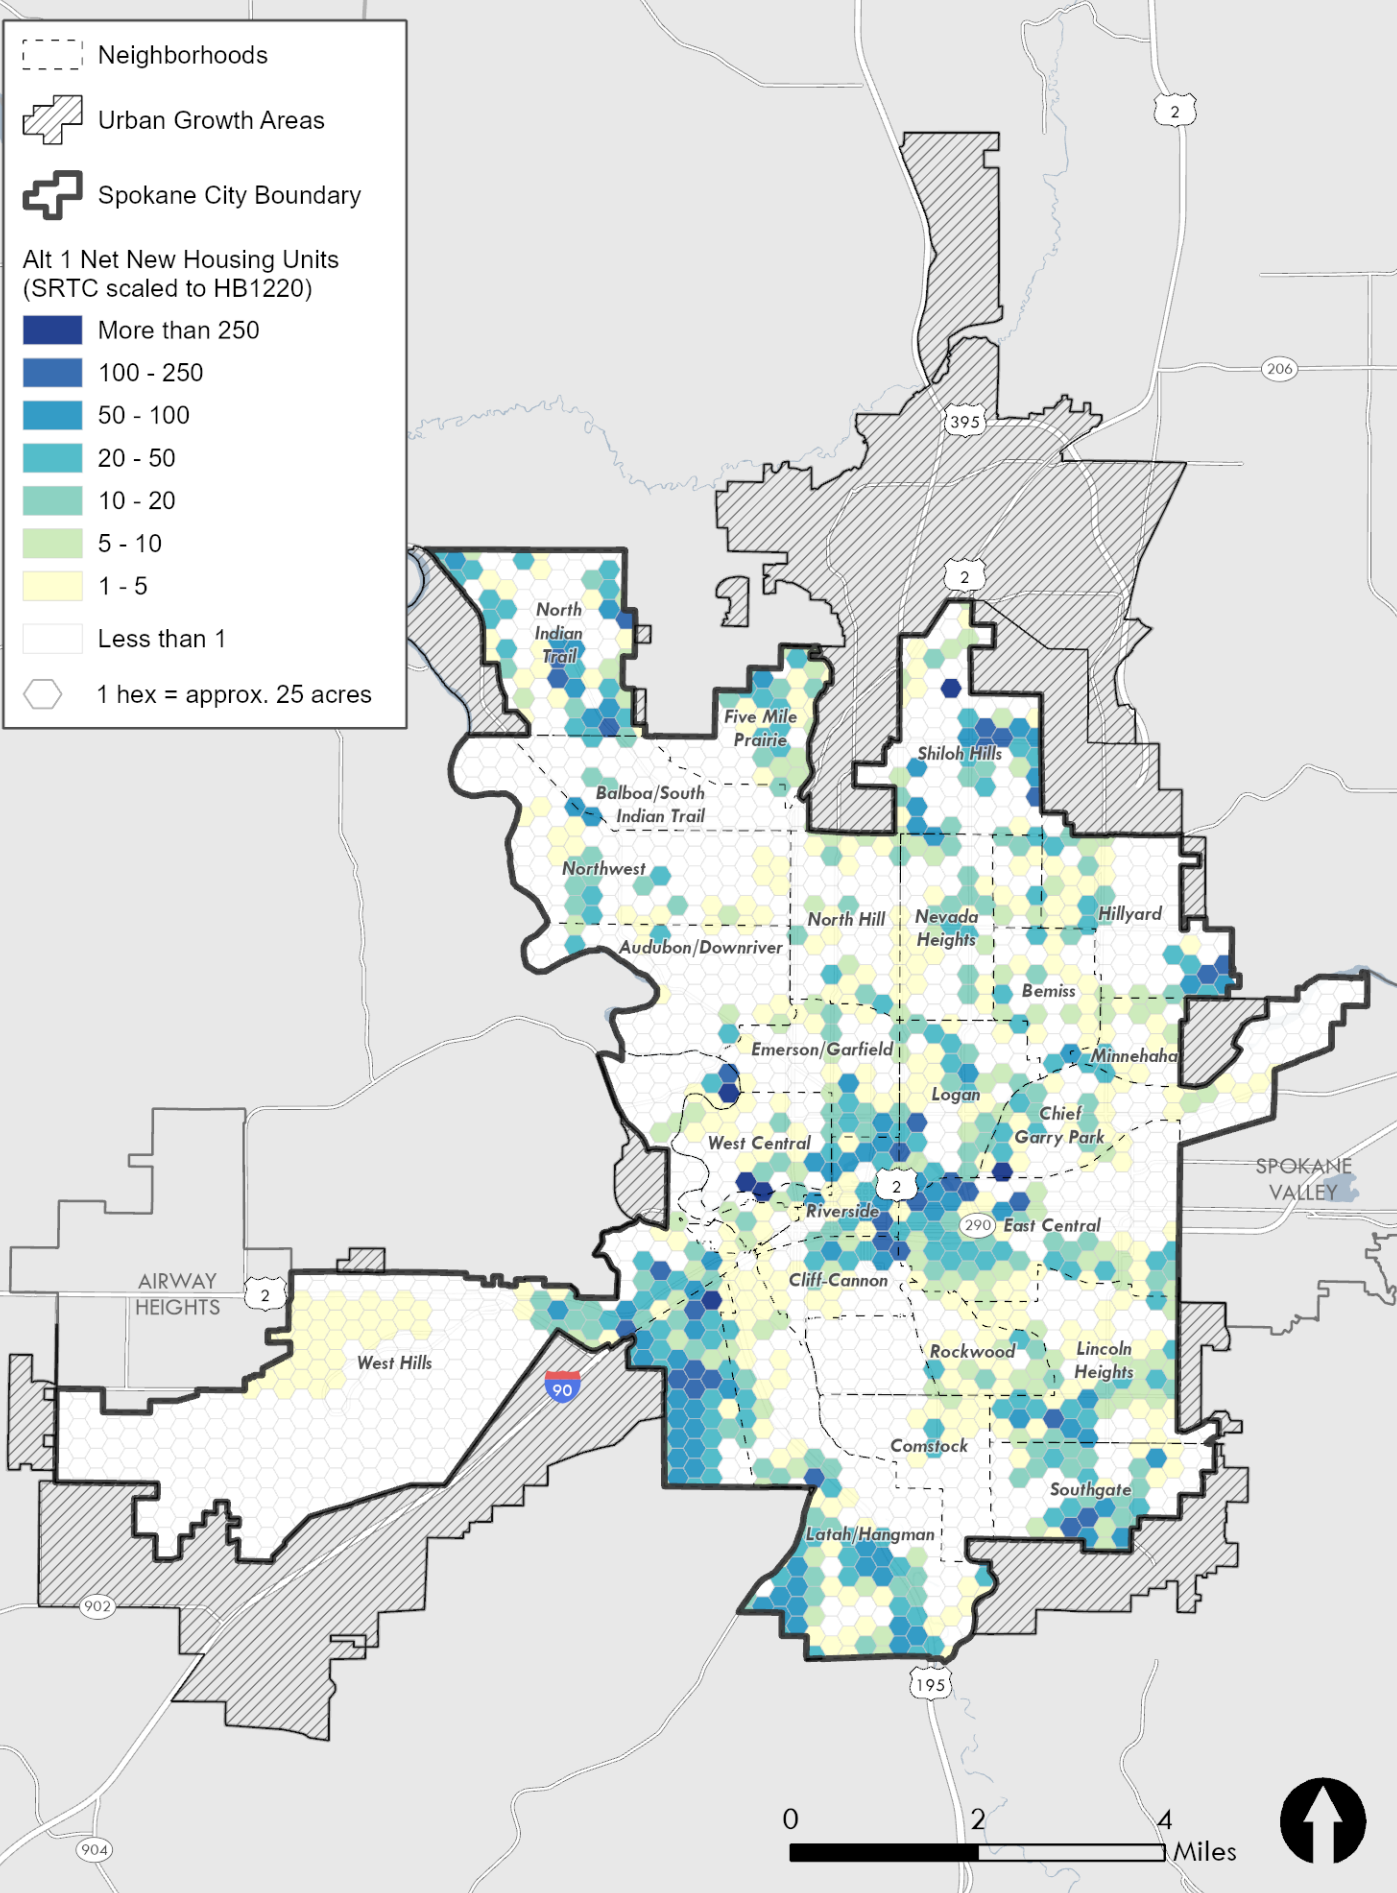 Neighborhoods
Urban Growth Areas
Spokane City Boundary
Alt 1 Net New Housing Units
(SRTC scaled to HB1220)
More than 250
100 - 250
50 - 100
20 - 50
10 - 20
5 - 10
1 - 5
Less than 1
1 hex = approx. 25 acres
2
206
395
2
North
Indian
Trail
Five Mile
Prairie
Shiloh Hills
Balboa/South
Indian Trail
Northwest
North Hill
Nevada
Heights
Hillyard
Audubon/Downriver
Bemiss
Emerson/Garfield
Minnehaha
Logan
Chief
Garry Park
West Central
SPOKANE
VALLEY
2
Riverside
290
East Central
AIRWAY
HEIGHTS
2
Cliff-Cannon
West Hills
Rockwood
Lincoln
Heights
90
Comstock
Southgate
Latah/Hangman
902
195
904
0
2
4
Miles